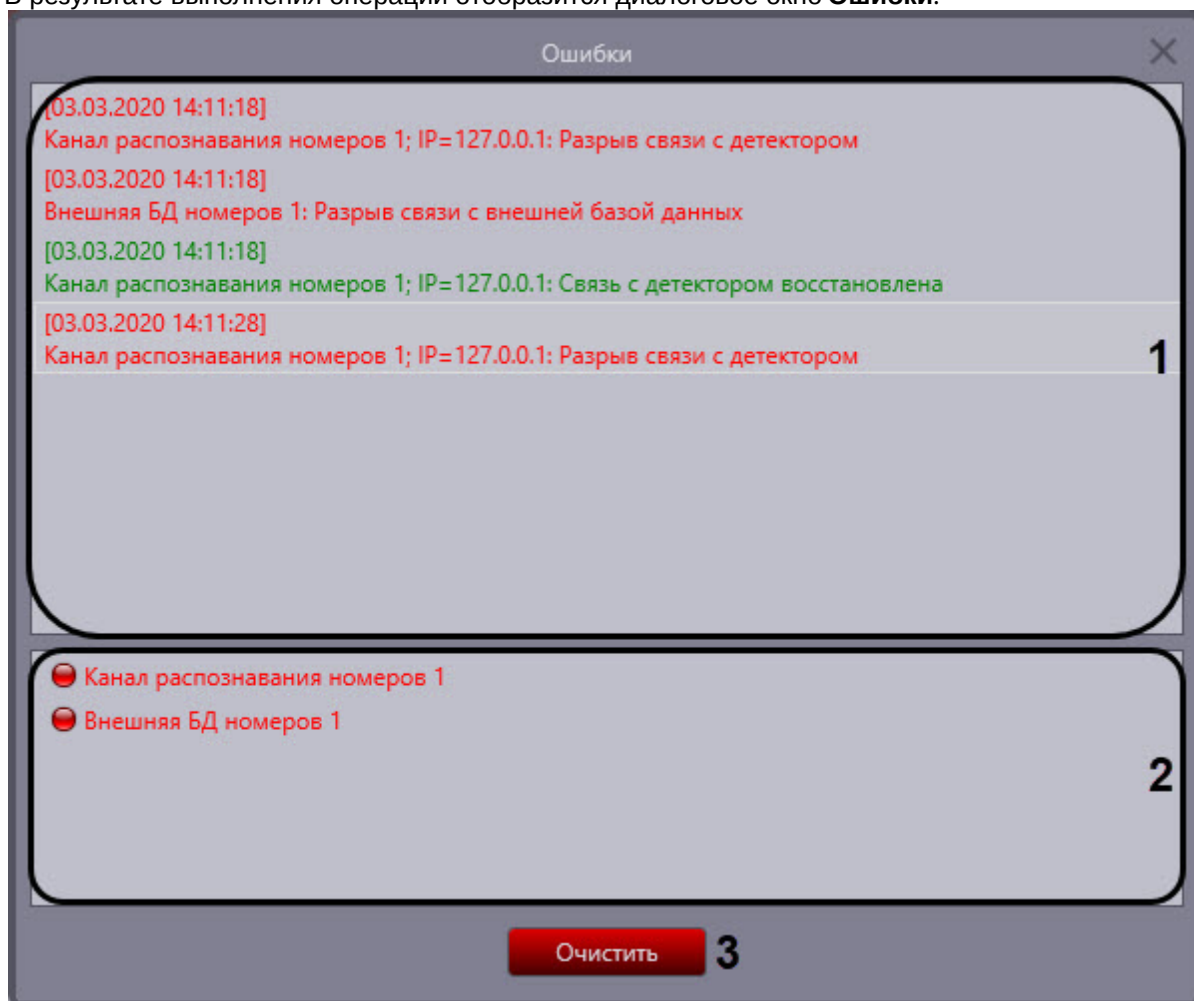 В результате выполнения операции отобразится диалоговое окно Ошибки.
Ошибки
[03.03.2020 14:11:18]
Канал распознавания номеров 1; IP=127.0.0.1: Разрыв связи с детектором
[03.03.2020 14:11:18]
Внешняя БД номеров 1: Разрыв связи с внешней базой данных
[03.03.2020 14:11:18]
Канал распознавания номеров 1; IP=127.0.0.1: Связь с детектором восстановлена
[03.03.2020 14:11:28]
Канал распознавания номеров 1; IP=127.0.0.1: Разрыв связи с детектором
1
Канал распознавания номеров 1
Внешняя БД номеров 1
2
Очистить 3